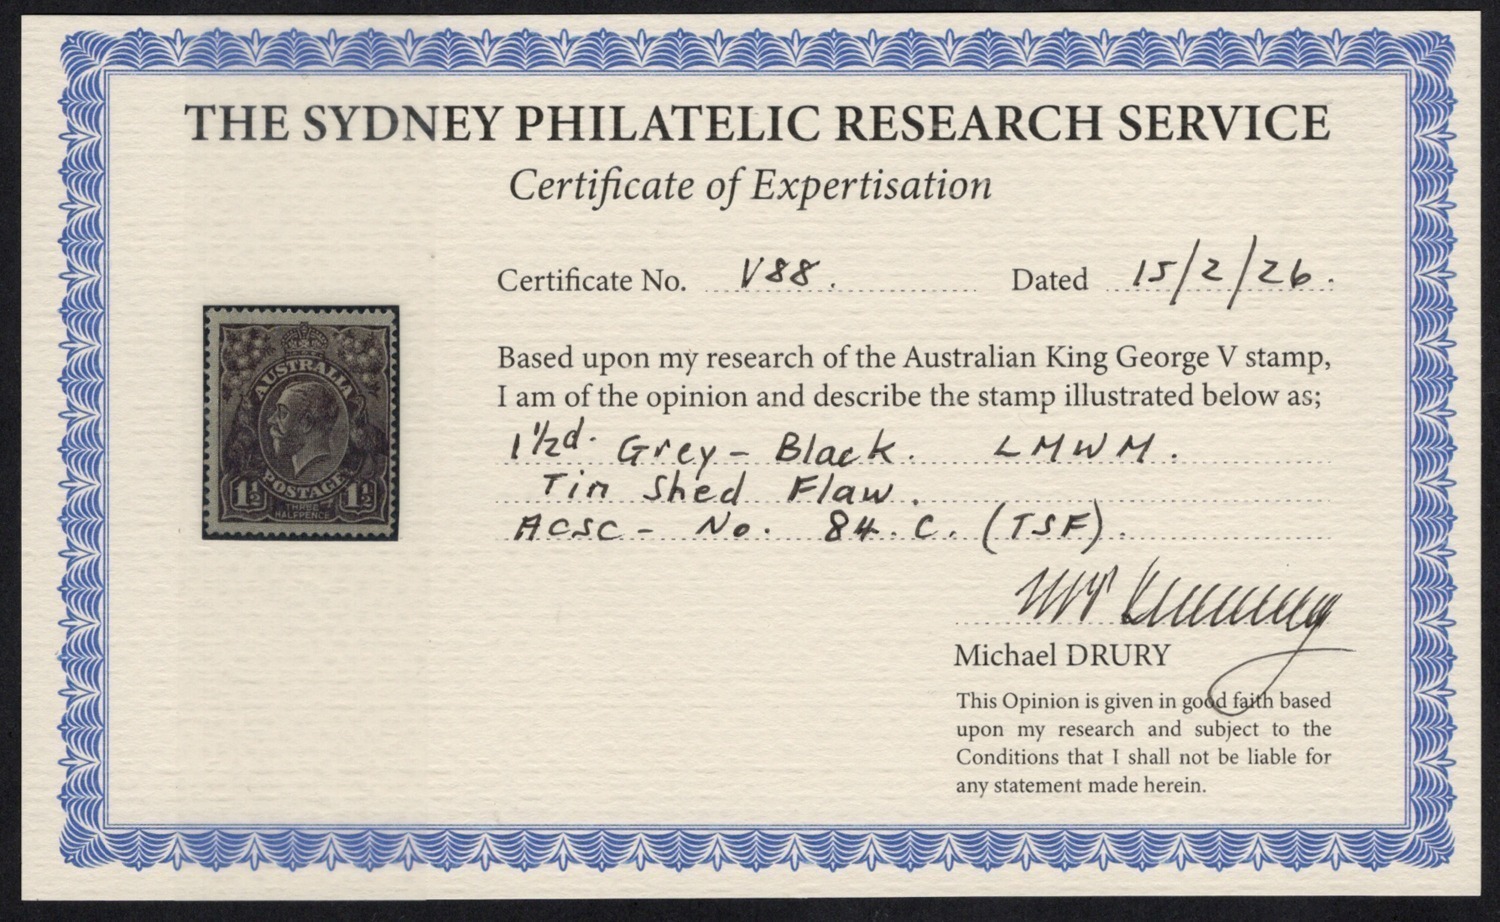 THE SYDNEY PHILATELIC RESEARCH SERVICE
Certificate of Expertisation
Certificate No. V88. Dated 15/2/26.
Based upon my research of the Australian King George V stamp,
I am of the opinion and describe the stamp illustrated below as;
1½d. Grey-Black. LMWM.
Tin Shed Flaw.
ACSC - No. 84.C. (TSF).
Michael DRURY
This Opinion is given in good faith based
upon my research and subject to the
Conditions that I shall not be liable for
any statement made herein.
AUSTRALIA
POSTAGE
1½ 1½
THREE
HALFPENCE